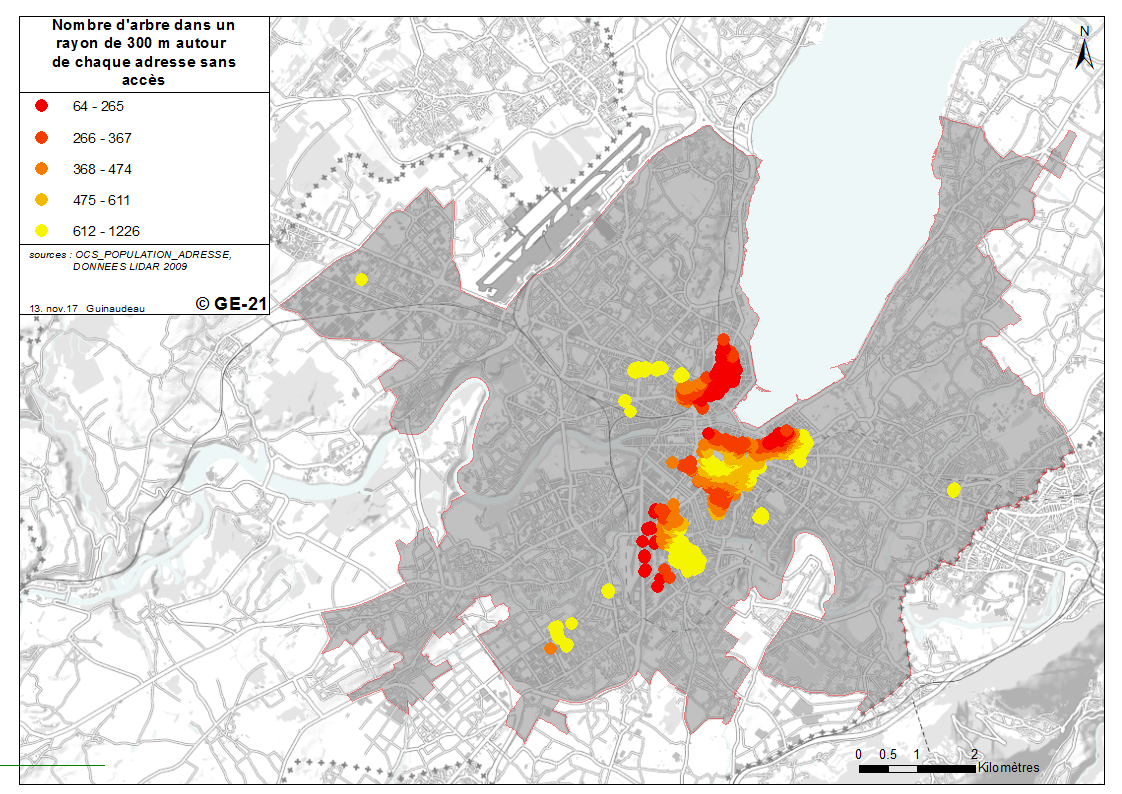 Nombre d'arbre dans un
rayon de 300 m autour
de chaque adresse sans
accès
64 - 265
266 - 367
368 - 474
475 - 611
612 - 1226
sources : OCS_POPULATION_ADRESSE,
DONNEES LIDAR 2009
13. nov.17 Guinaudeau © GE-21
N
0 0.5 1 2
Kilomètres